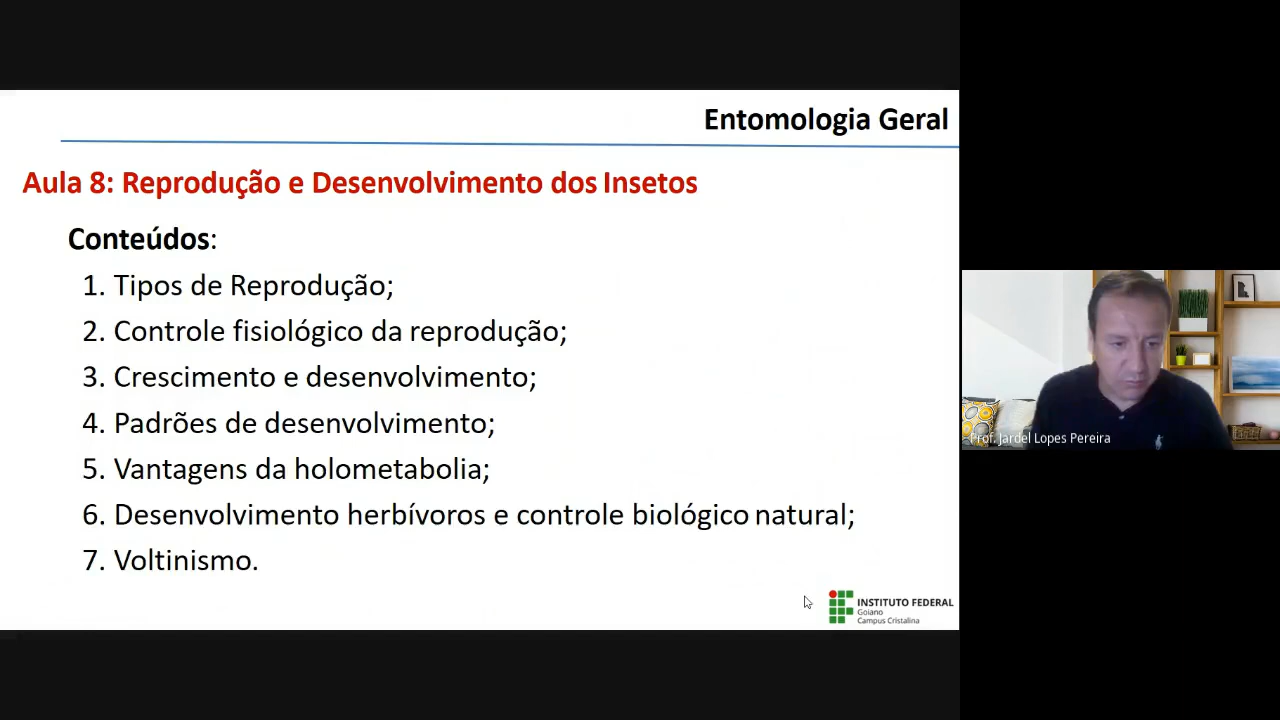 Entomologia Geral
Aula 8: Reprodução e Desenvolvimento dos Insetos
Conteúdos:
1. Tipos de Reprodução;
2. Controle fisiológico da reprodução;
3. Crescimento e desenvolvimento;
4. Padrões de desenvolvimento;
5. Vantagens da holometabolia;
6. Desenvolvimento herbívoros e controle biológico natural;
7. Voltinismo.
INSTITUTO FEDERAL
Goiano
Campus Cristalina
Prof. Jardel Lopes Pereira